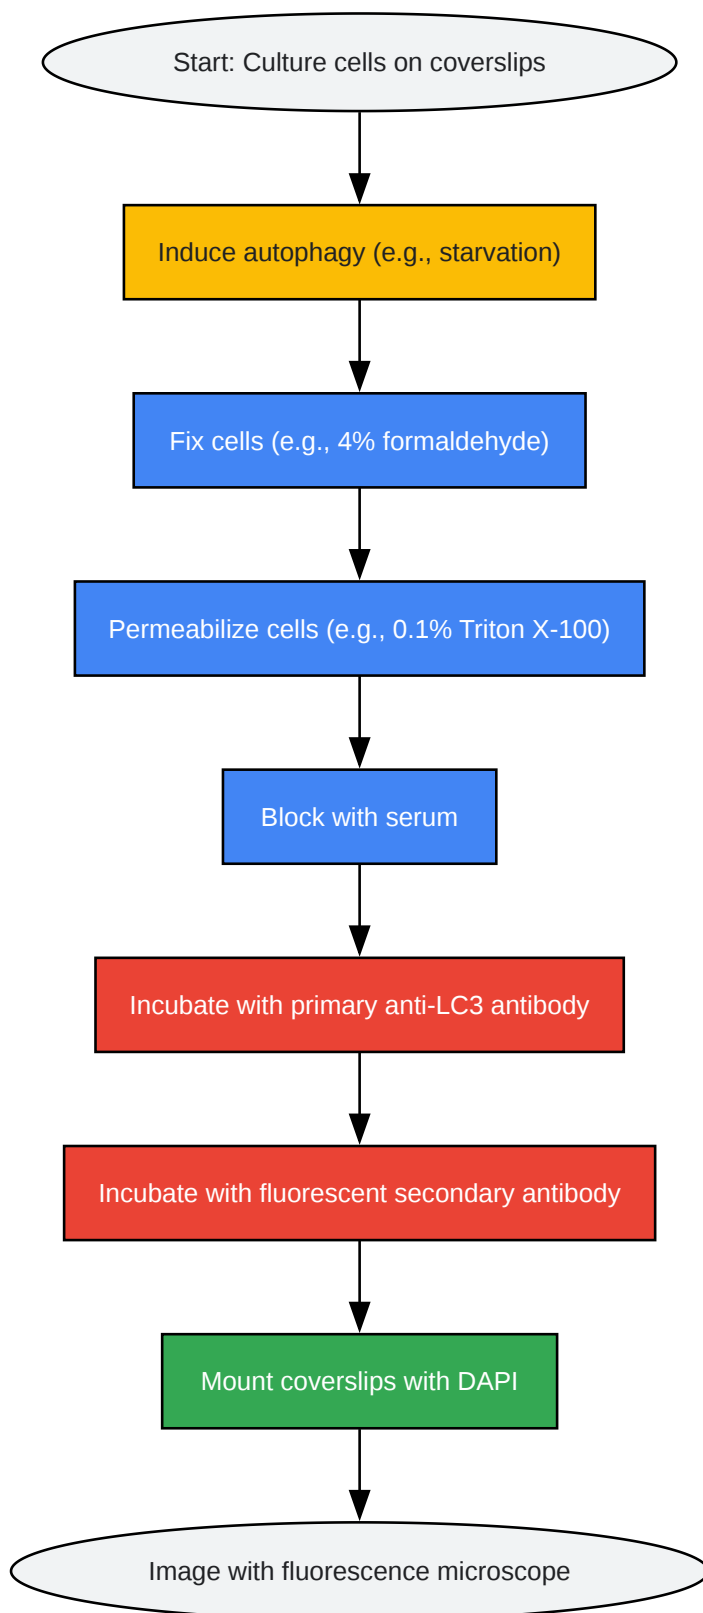 Start: Culture cells on coverslips
Induce autophagy (e.g., starvation)
Fix cells (e.g., 4% formaldehyde)
Permeabilize cells (e.g., 0.1% Triton X-100)
Block with serum
Incubate with primary anti-LC3 antibody
Incubate with fluorescent secondary antibody
Mount coverslips with DAPI
Image with fluorescence microscope